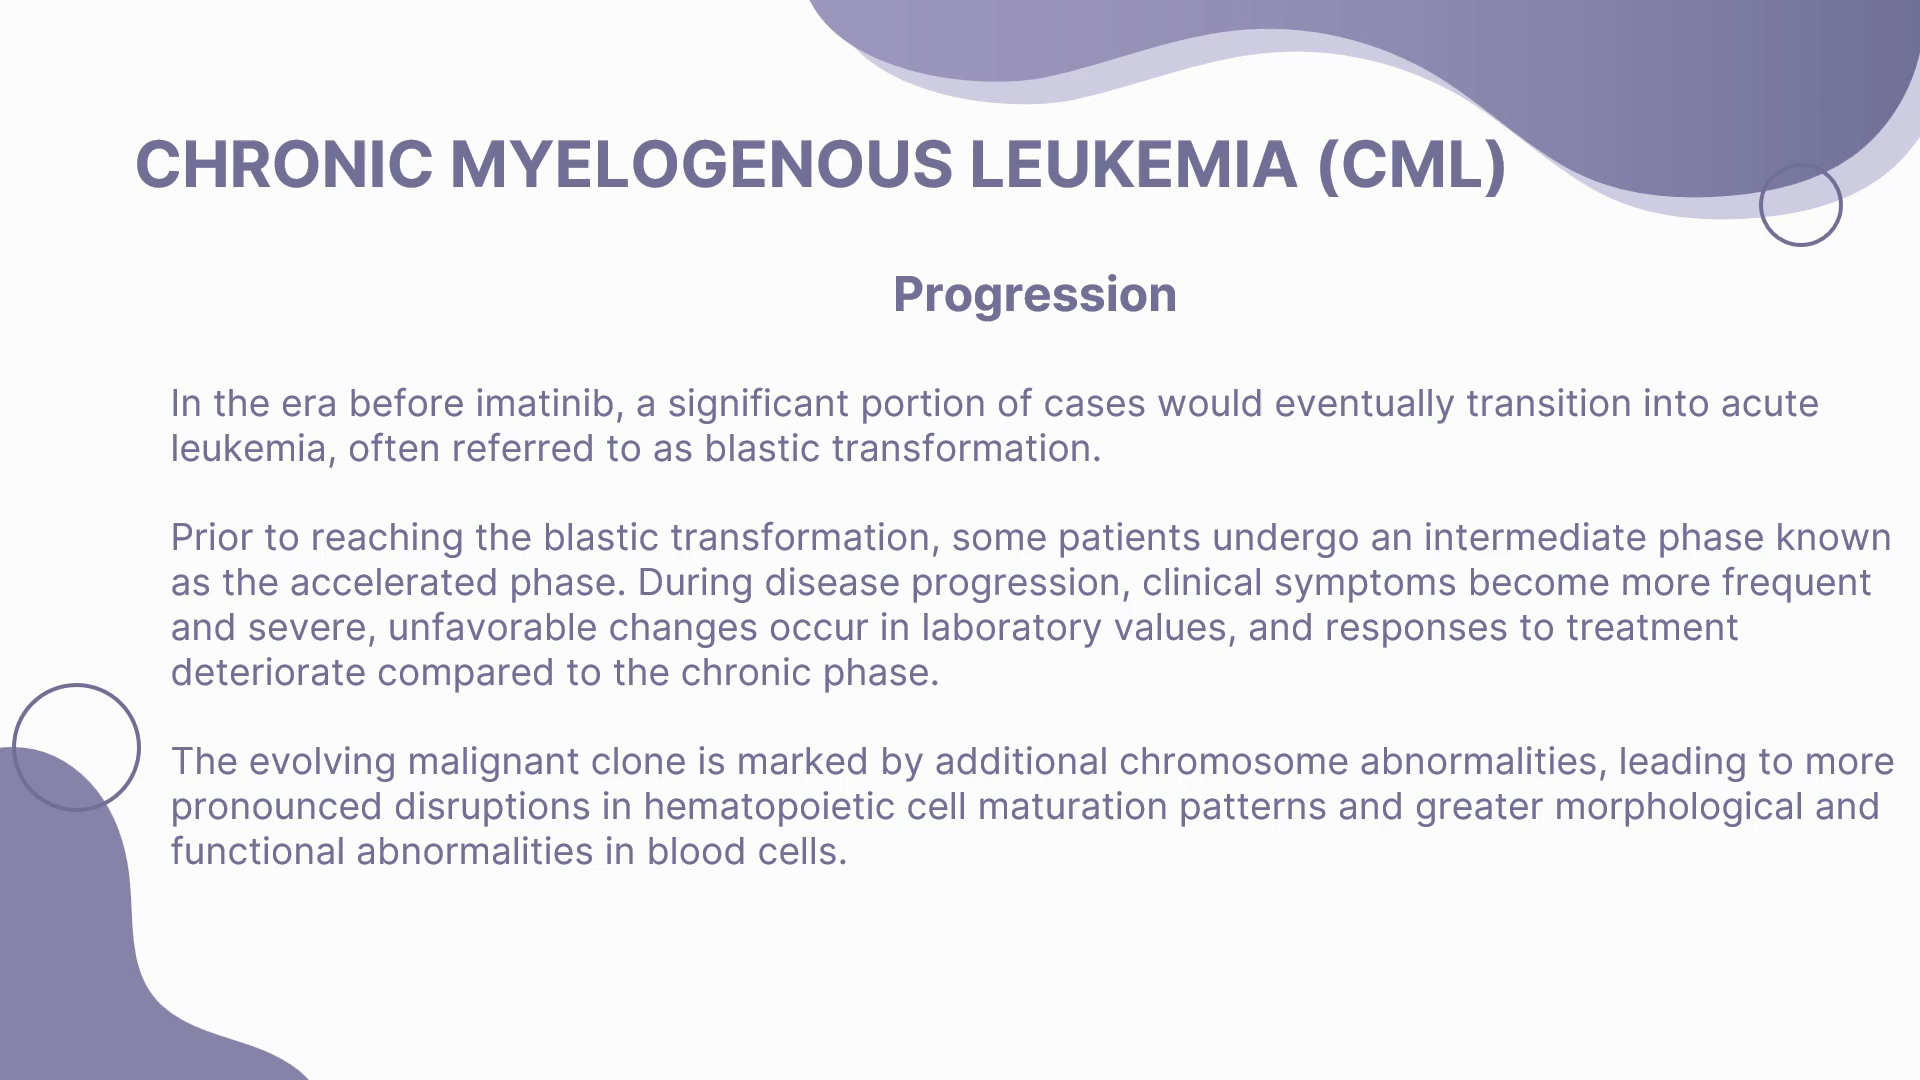 CHRONIC MYELOGENOUS LEUKEMIA (CML)
Progression
In the era before imatinib, a significant portion of cases would eventually transition into acute
leukemia, often referred to as blastic transformation.
Prior to reaching the blastic transformation, some patients undergo an intermediate phase known
as the accelerated phase. During disease progression, clinical symptoms become more frequent
and severe, unfavorable changes occur in laboratory values, and responses to treatment
deteriorate compared to the chronic phase.
The evolving malignant clone is marked by additional chromosome abnormalities, leading to more
pronounced disruptions in hematopoietic cell maturation patterns and greater morphological and
functional abnormalities in blood cells.